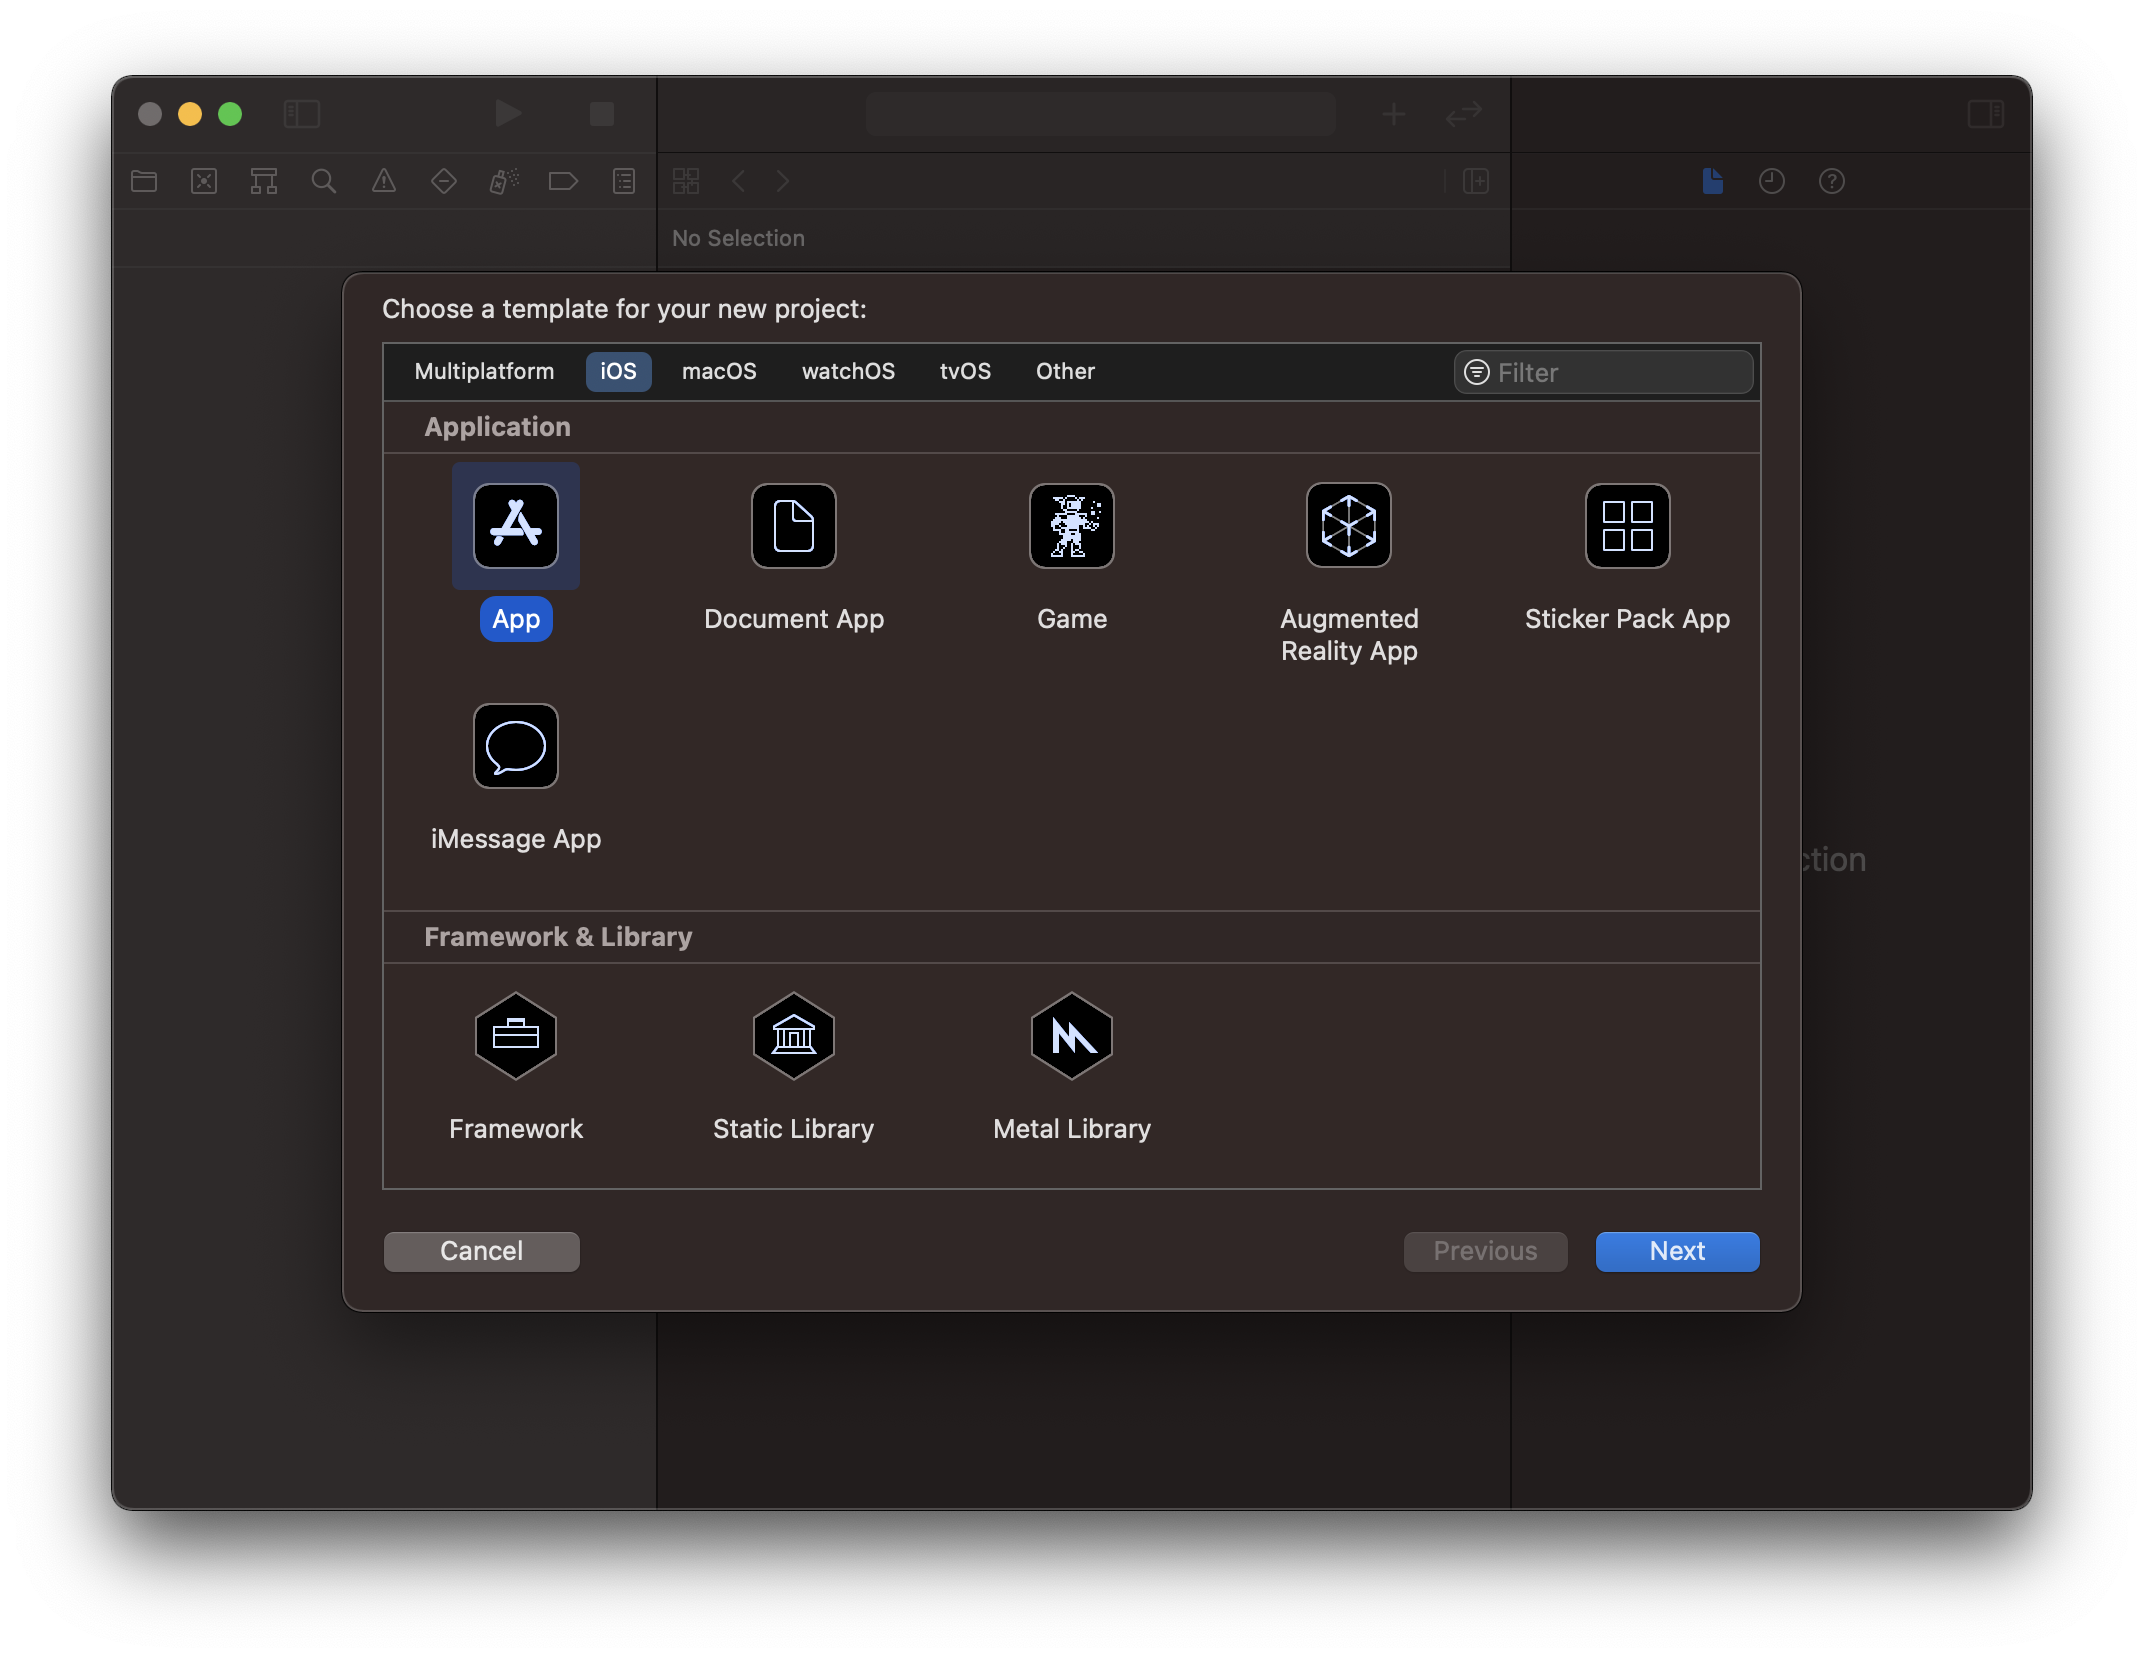 No Selection
Choose a template for your new project:
Multiplatform iOS macOS watchOS tvOS Other Filter
Application
App Document App Game Augmented Reality App Sticker Pack App
iMessage App
ction
Framework & Library
Framework Static Library Metal Library
Cancel Previous Next